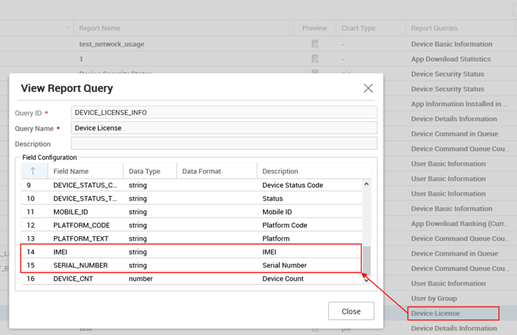 Report Name Preview Chart Type Report Queries
test_network_usage - Device Basic Information
1 - App Download Statistics
Device Security Status
Device Security Status
App Information Installed in
Device Details Information
Device Command in Queue
Device Command Queue Cou
User Basic Information
User Basic Information
User Basic Information
Device Basic Information
App Download Ranking (Curr
Device Command Queue Cou
Device Command Queue Cou
User Basic Information
User by Group
Device License
Device Details Information
View Report Query
Query ID * DEVICE_LICENSE_INFO
Query Name * Device License
Description
Field Configuration
↑ Field Name Data Type Data Format Description
9 DEVICE_STATUS_C... string Device Status Code
10 DEVICE_STATUS_T... string Status
11 MOBILE_ID string Mobile ID
12 PLATFORM_CODE string Platform Code
13 PLATFORM_TEXT string Platform
14 IMEI string IMEI
15 SERIAL_NUMBER string Serial Number
16 DEVICE_CNT number Device Count
Close